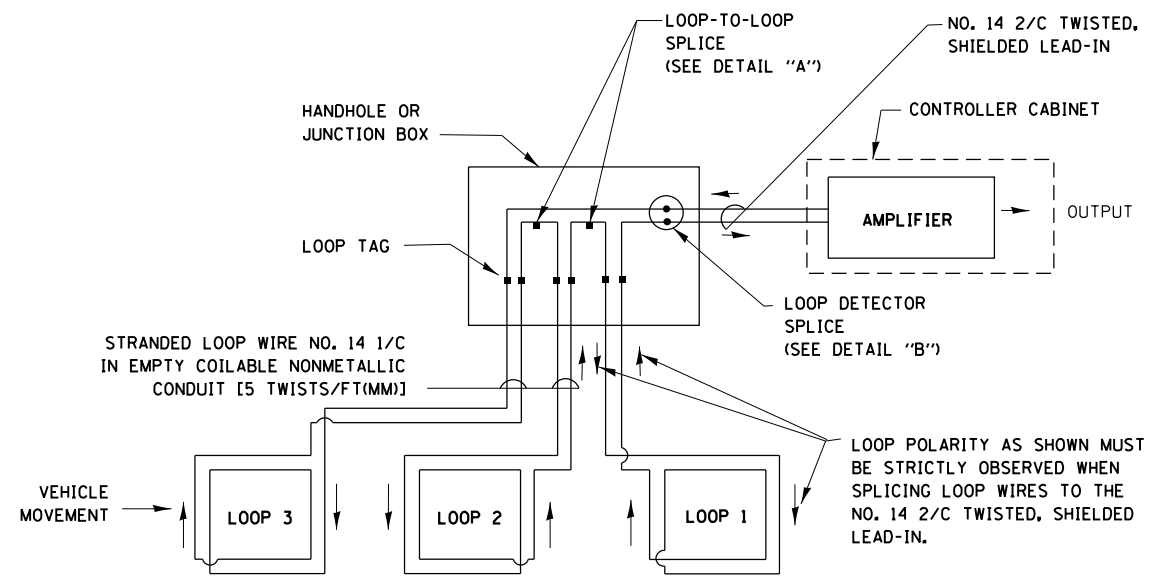 LOOP-TO-LOOP
SPLICE
(SEE DETAIL "A")
NO. 14 2/C TWISTED,
SHIELDED LEAD-IN
HANDHOLE OR
JUNCTION BOX
CONTROLLER CABINET
AMPLIFIER
OUTPUT
LOOP TAG
LOOP DETECTOR
SPLICE
(SEE DETAIL "B")
STRANDED LOOP WIRE NO. 14 1/C
IN EMPTY COILABLE NONMETALLIC
CONDUIT [5 TWISTS/FT(MM)]
LOOP POLARITY AS SHOWN MUST
BE STRICTLY OBSERVED WHEN
SPLICING LOOP WIRES TO THE
NO. 14 2/C TWISTED, SHIELDED
LEAD-IN.
VEHICLE
MOVEMENT
LOOP 3
LOOP 2
LOOP 1